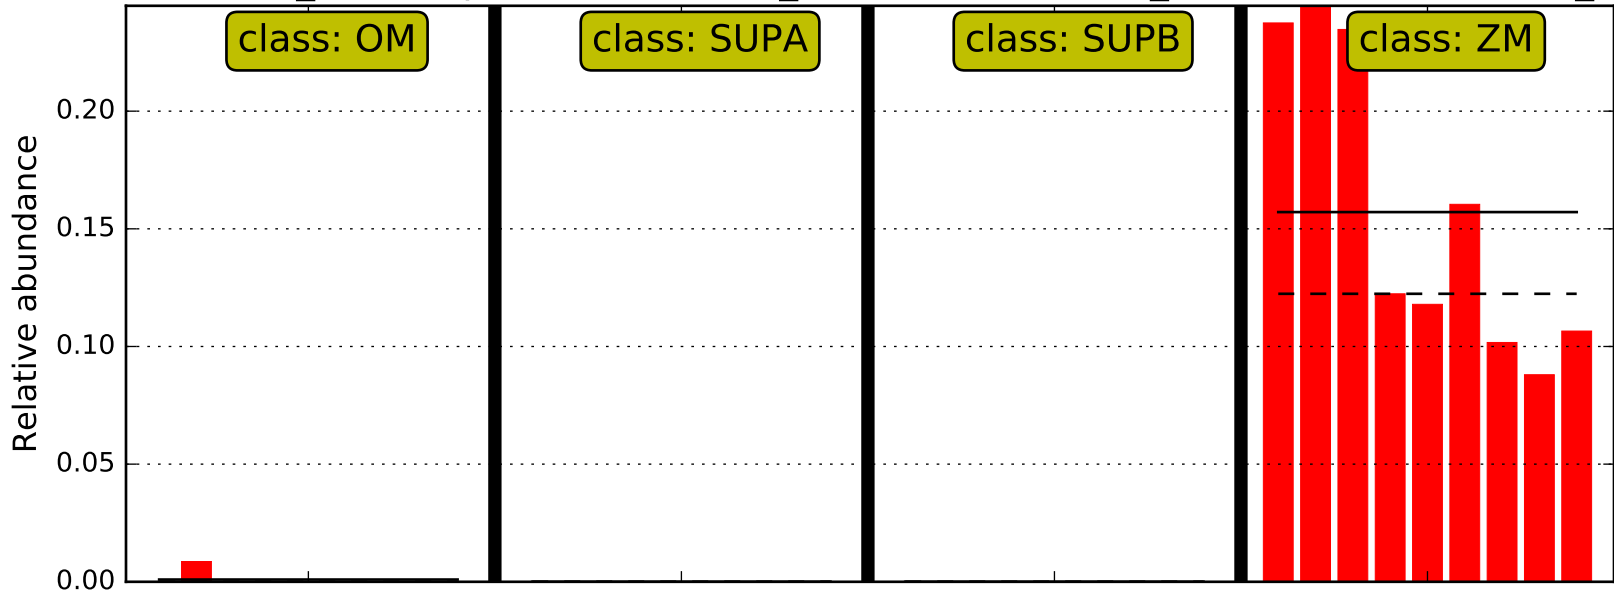 class: OM
class: SUPA
class: SUPB
class: ZM
Relative abundance
0.20
0.15
0.10
0.05
0.00